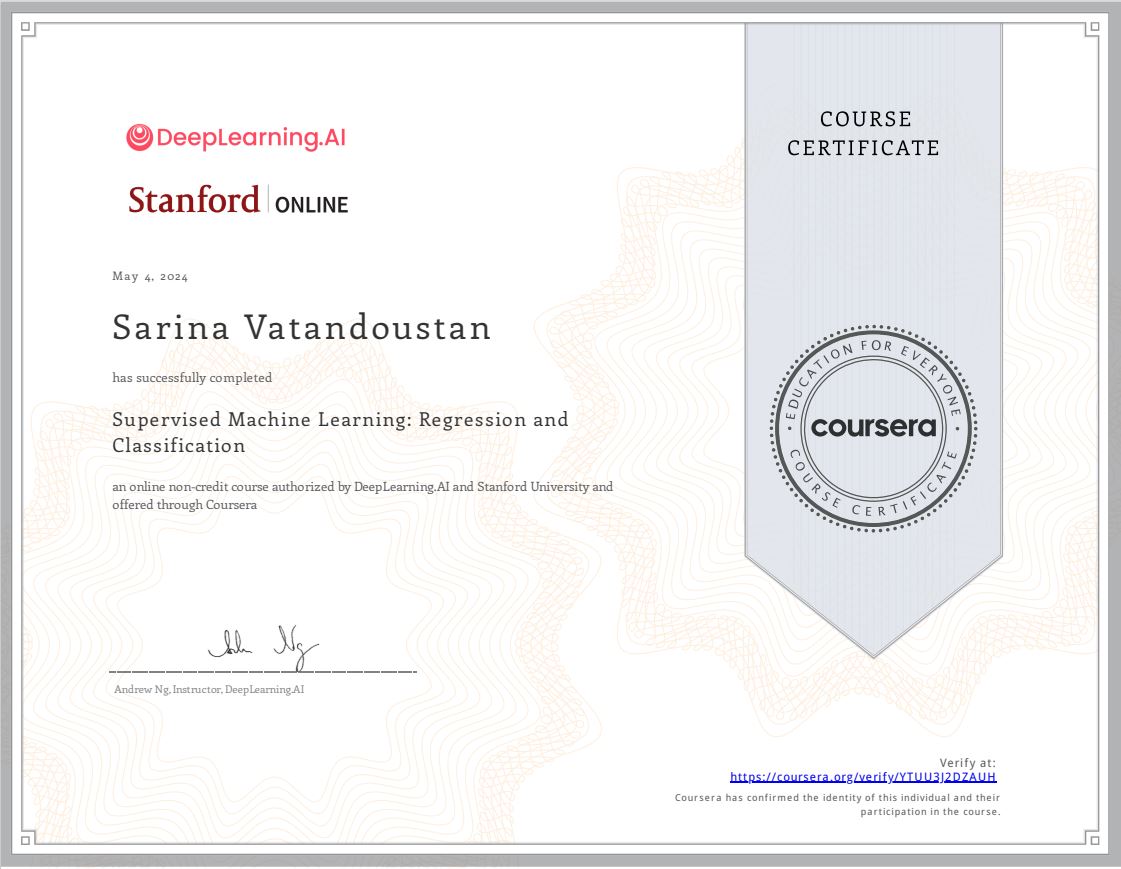 DeepLearning.AI
Stanford ONLINE
COURSE
CERTIFICATE
May 4, 2024
Sarina Vatandoustan
has successfully completed
Supervised Machine Learning: Regression and
Classification
an online non-credit course authorized by DeepLearning.AI and Stanford University and
offered through Coursera
EDUCATION FOR EVERYONE
coursera
COURSE CERTIFICATE
Andrew Ng, Instructor, DeepLearning.AI
Verify at:
https://coursera.org/verify/YTUU3J2DZAUH
Coursera has confirmed the identity of this individual and their
participation in the course.